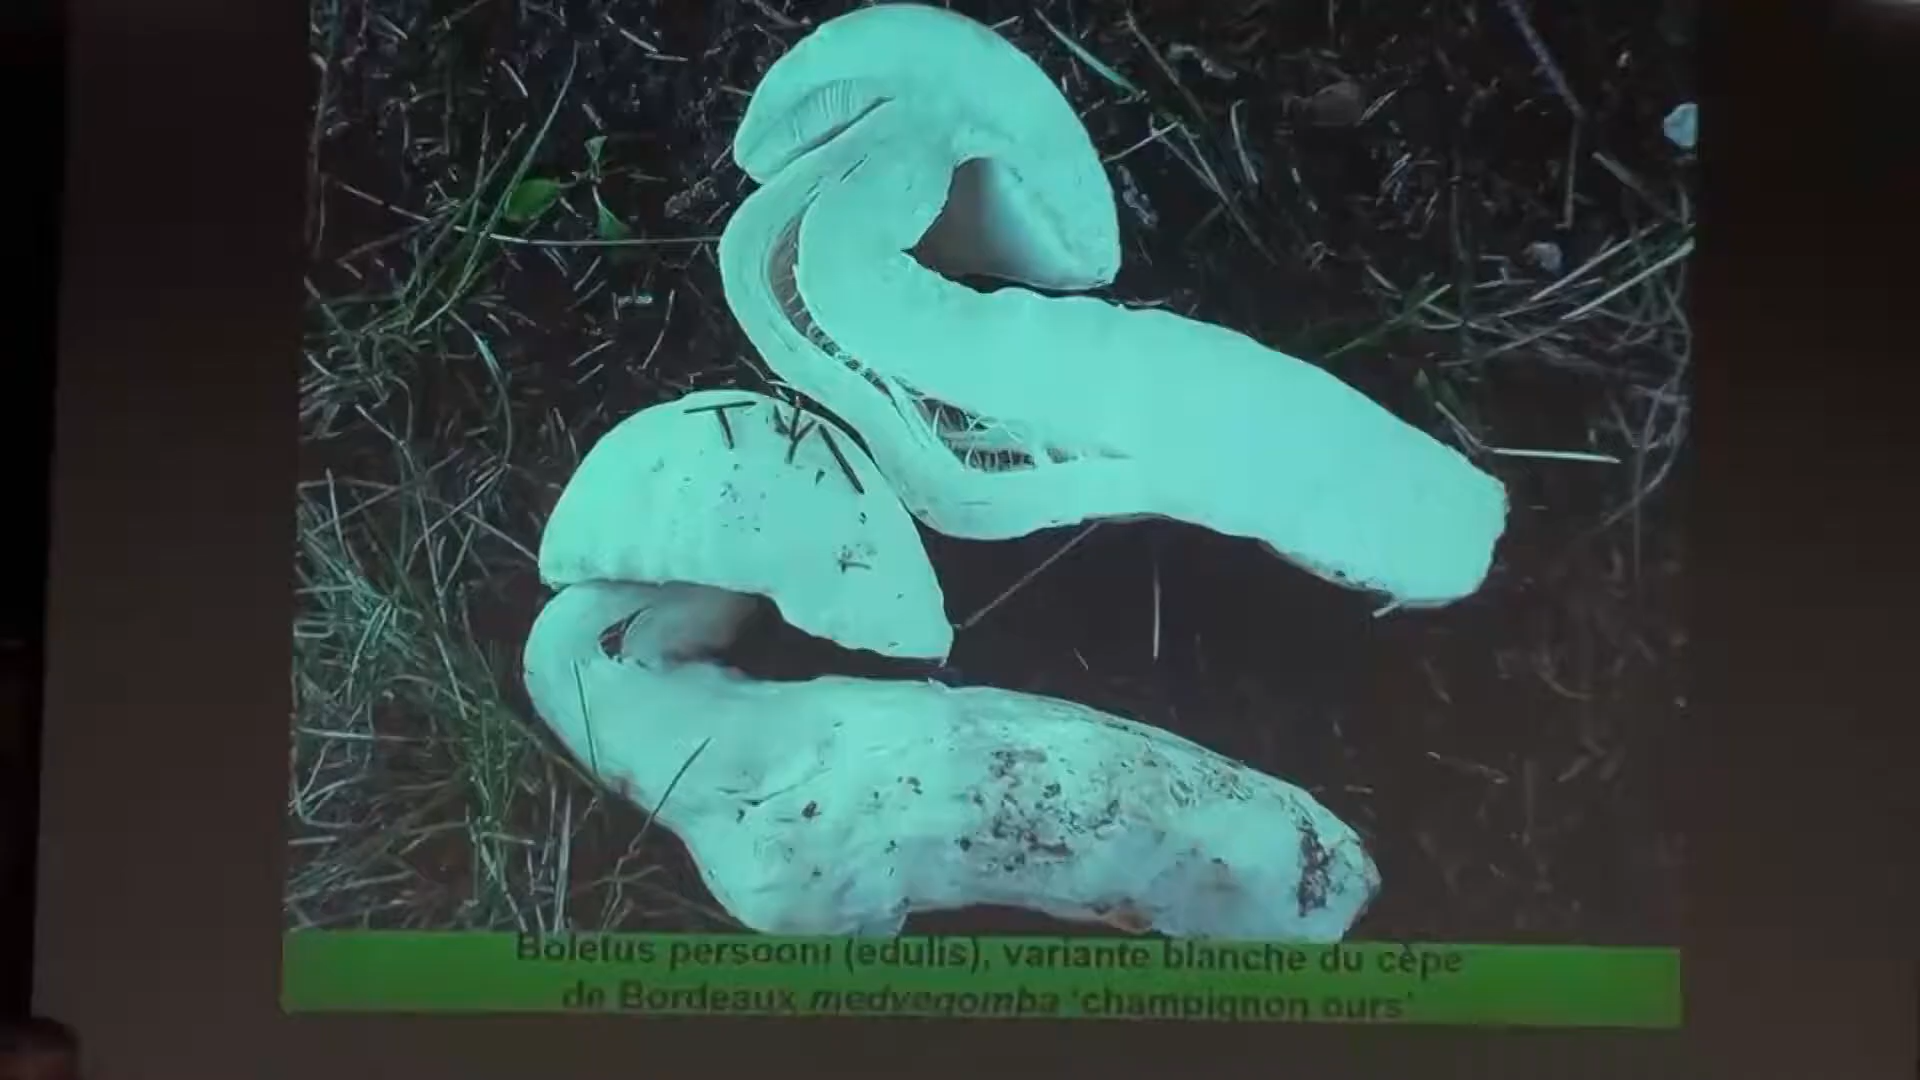 Boletus persooni (edulis), variante blanche du cèpe
de Bordeaux medvegomba ‘champignon ours’